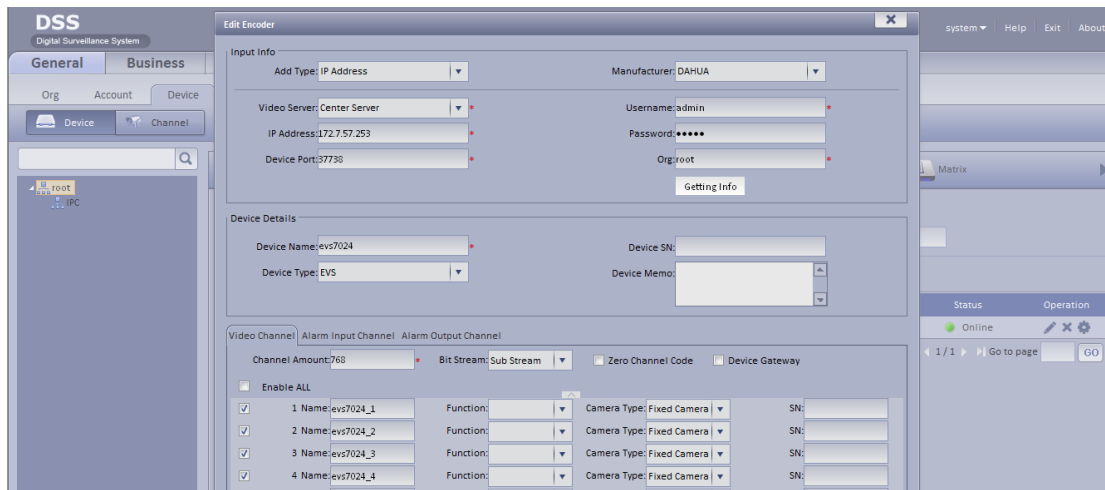 DSS
Digital Surveillance System
system Help Exit About
General Business
Org Account Device
Device Channel
root
IPC
Edit Encoder
Input Info
Add Type: IP Address Manufacturer: DAHUA
Video Server: Center Server * Username: admin *
IP Address: 172.7.57.253 * Password: •••••
Device Port: 37738 * Org: root *
Getting Info
Device Details
Device Name: evs7024 * Device SN:
Device Type: EVS Device Memo:
Video Channel Alarm Input Channel Alarm Output Channel
Channel Amount: 768 * Bit Stream: Sub Stream Zero Channel Code Device Gateway
Enable ALL
1 Name: evs7024_1 Function: Camera Type: Fixed Camera SN:
2 Name: evs7024_2 Function: Camera Type: Fixed Camera SN:
3 Name: evs7024_3 Function: Camera Type: Fixed Camera SN:
4 Name: evs7024_4 Function: Camera Type: Fixed Camera SN:
Matrix
Status Operation
Online
1/1 Go to page GO